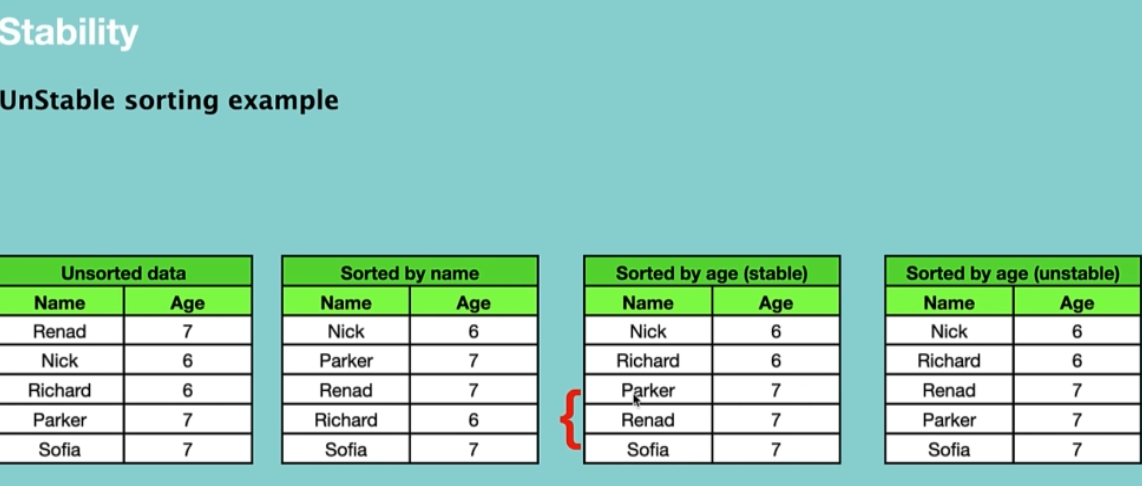 Stability
UnStable sorting example
Unsorted data
Name Age
Renad 7
Nick 6
Richard 6
Parker 7
Sofia 7
Sorted by name
Name Age
Nick 6
Parker 7
Renad 7
Richard 6
Sofia 7
Sorted by age (stable)
Name Age
Nick 6
Richard 6
{ Parker 7
Renad 7
Sofia 7
Sorted by age (unstable)
Name Age
Nick 6
Richard 6
Renad 7
Parker 7
Sofia 7